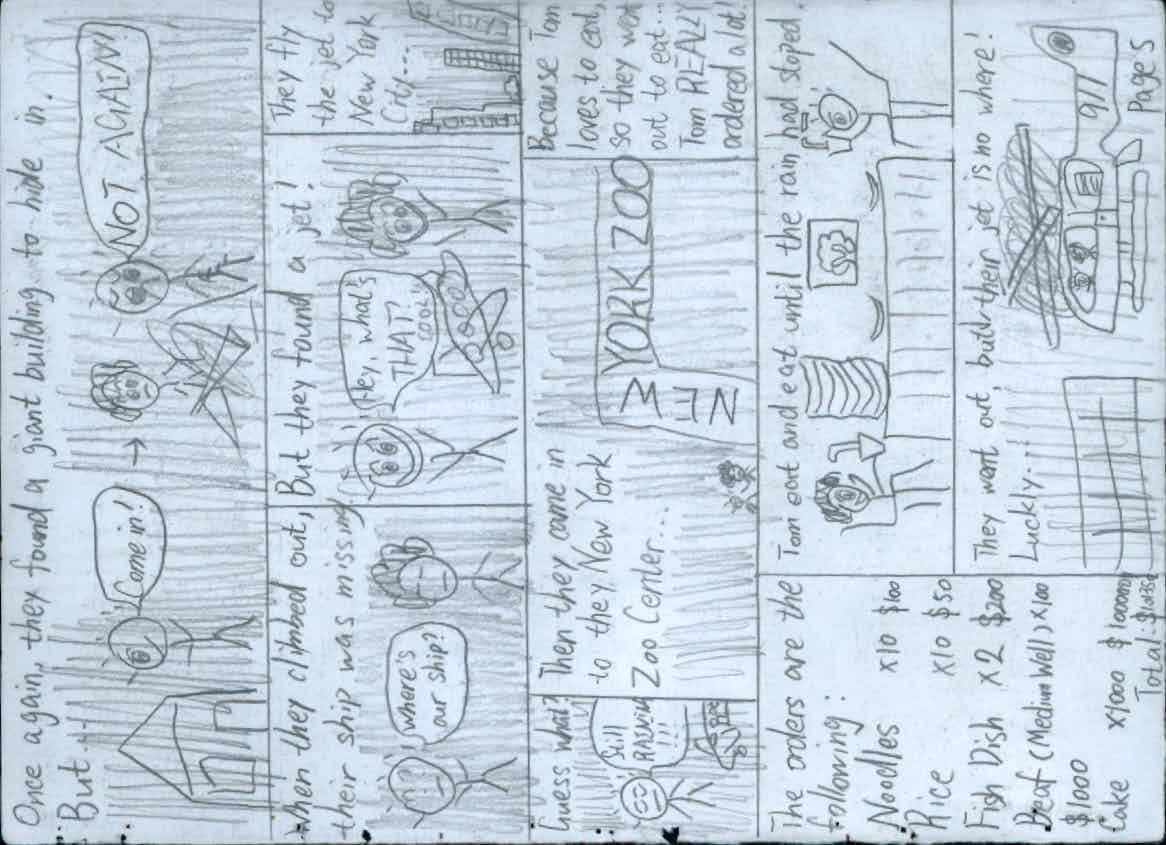 Once again, they found a giant building to hide in.
But...
Come in!
NOT AGAIN!
When they climbed out,
their ship was missing.
where's
our ship?
But they found a jet!
Hey, what's
THAT?
COOL!
They fly
the jet to
New York
City...
Guess what?
Still
RAINING
!!!
Then they came in
to they New York
Zoo Center...
NEW YORK ZOO
Because Tom
loves to eat,
so they went
out to eat...
Tom REALLY
ordered a lot!
The orders are the
following:
Noodles x10 $100
Rice x10 $50
Fish Dish x2 $200
Beaf (Medium Well) x100
$1000
Cake x1000 $100000
Total: $101350
Tom eat and eat until the rain had stoped.
They went out, but their jet is no where!
Luckly...!
911
Page 5